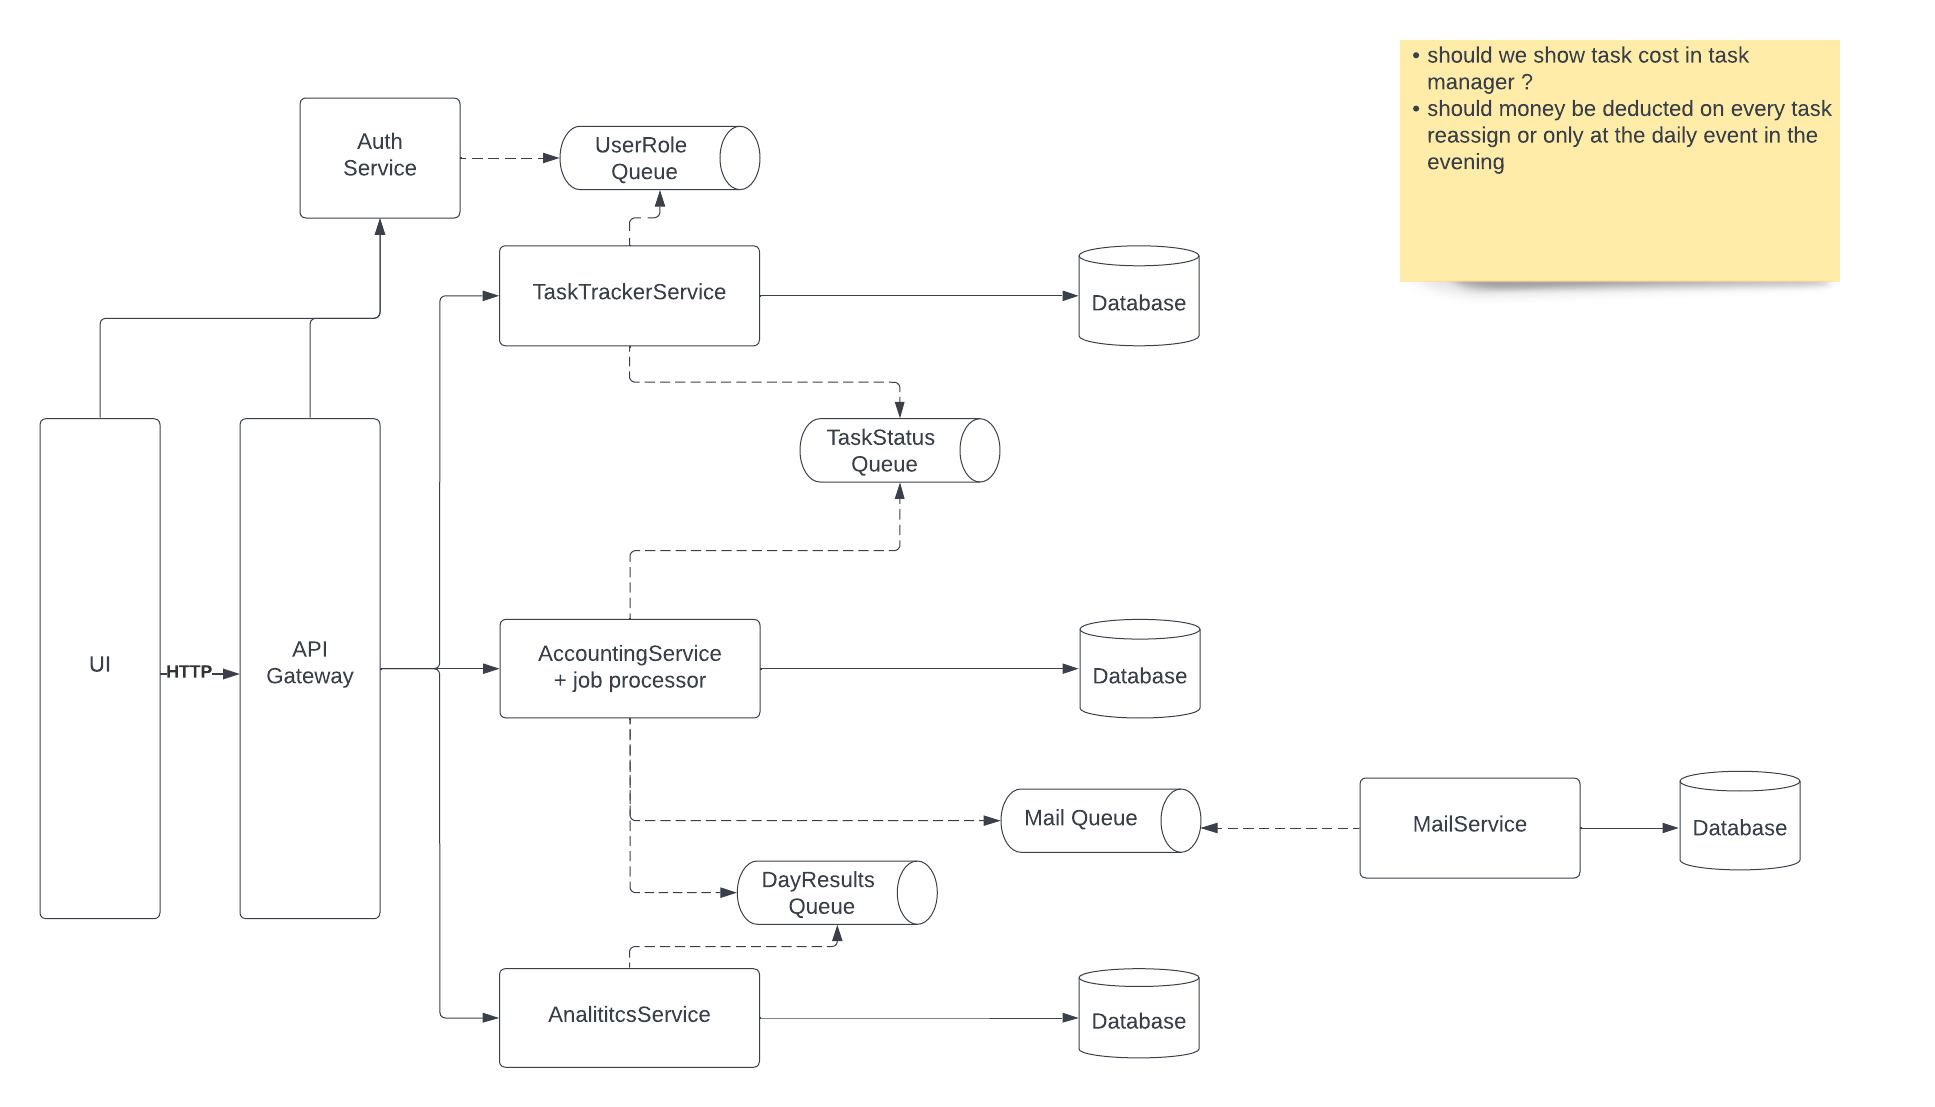 • should we show task cost in task
manager ?
• should money be deducted on every task
reassign or only at the daily event in the
evening
Auth
Service
UserRole
Queue
TaskTrackerService
Database
TaskStatus
Queue
UI
HTTP
API
Gateway
AccountingService
+ job processor
Database
Mail Queue
MailService
Database
DayResults
Queue
AnalititcsService
Database